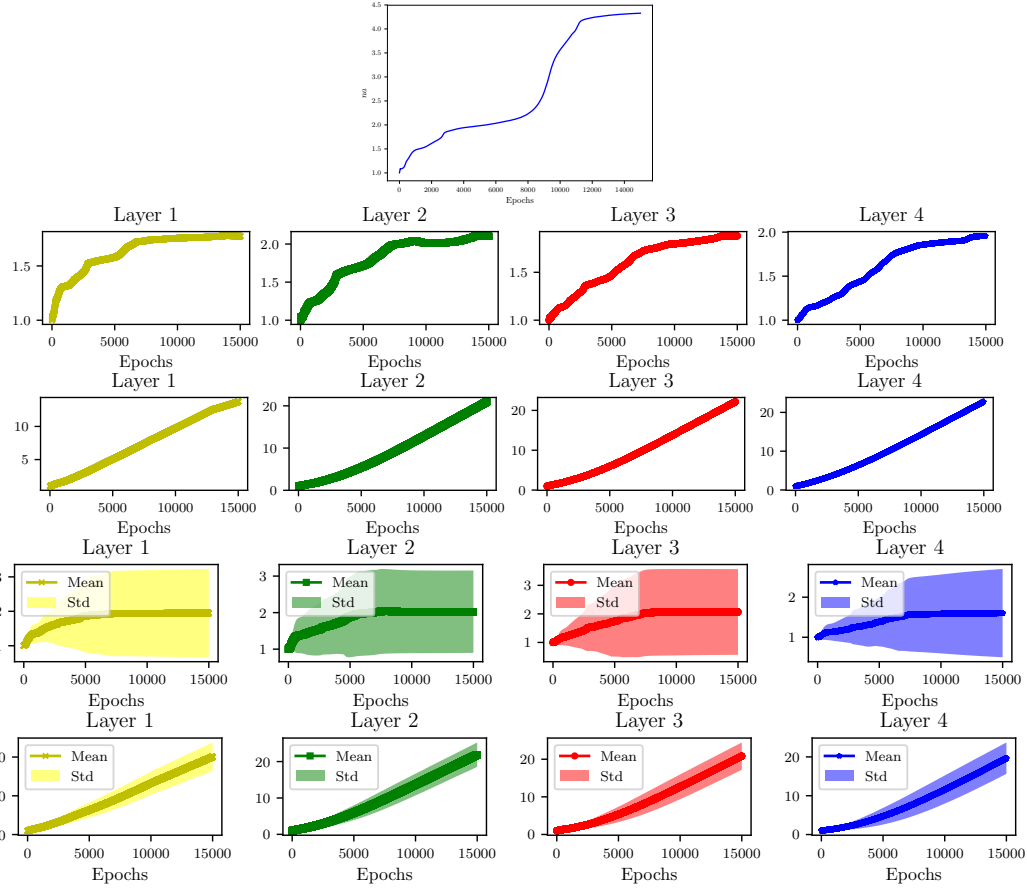 4.5
4.0
3.5
3.0
2.5
2.0
1.5
1.0
0 2000 4000 6000 8000 10000 12000 14000
Epochs
Layer 1 Layer 2 Layer 3 Layer 4
1.5 2.0 1.5 2.0
1.0 1.5 1.0 1.5
1.0 1.0
0 5000 10000 15000 0 5000 10000 15000 0 5000 10000 15000 0 5000 10000 15000
Epochs Epochs Epochs Epochs
Layer 1 Layer 2 Layer 3 Layer 4
10 20 20 20
5 10 10 10
0 0 0
0 5000 10000 15000 0 5000 10000 15000 0 5000 10000 15000 0 5000 10000 15000
Epochs Epochs Epochs Epochs
Layer 1 Layer 2 Layer 3 Layer 4
Mean Mean Mean Mean
Std Std Std Std
3 3 3 2
2 2 2 1
1 1 1
0 5000 10000 15000 0 5000 10000 15000 0 5000 10000 15000 0 5000 10000 15000
Epochs Epochs Epochs Epochs
Layer 1 Layer 2 Layer 3 Layer 4
Mean Mean Mean Mean
Std Std Std Std
20 20 20
10 10 10
0 0 0 0
0 5000 10000 15000 0 5000 10000 15000 0 5000 10000 15000 0 5000 10000 15000
Epochs Epochs Epochs Epochs